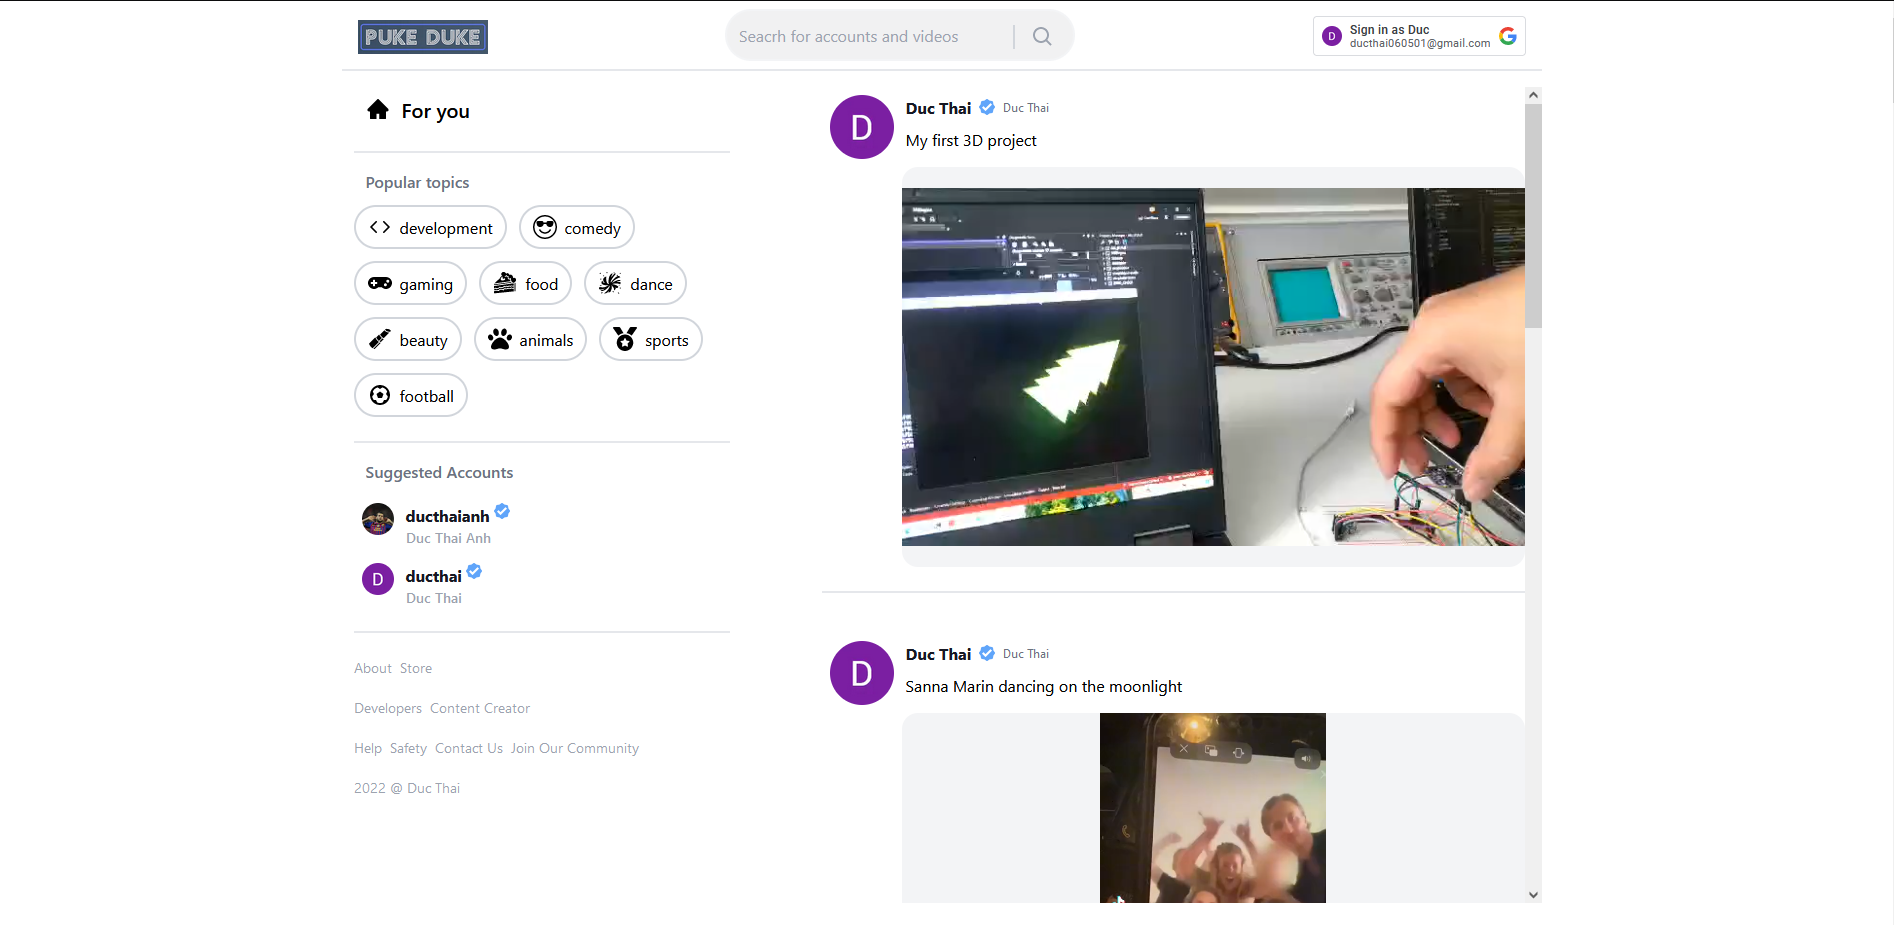 PUKE DUKE
Seacrh for accounts and videos
Sign in as Duc
ducthai060501@gmail.com
For you
Popular topics
development
comedy
gaming
food
dance
beauty
animals
sports
football
Suggested Accounts
ducthaianh
Duc Thai Anh
D
ducthai
Duc Thai
About Store
Developers Content Creator
Help Safety Contact Us Join Our Community
2022 @ Duc Thai
D
Duc Thai Duc Thai
My first 3D project
D
Duc Thai Duc Thai
Sanna Marin dancing on the moonlight